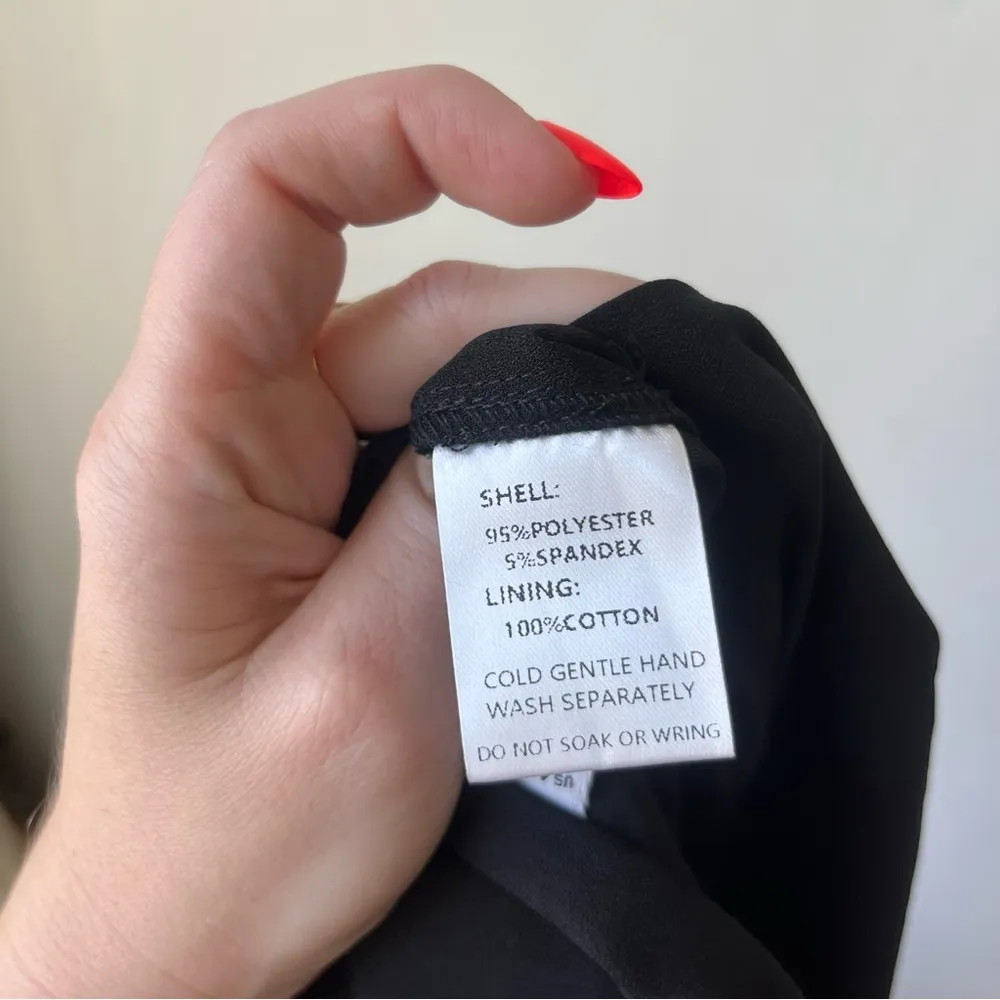 SHELL:
95%POLYESTER
5%SPANDEX
LINING:
100%COTTON
COLD GENTLE HAND
WASH SEPARATELY
DO NOT SOAK OR WRING